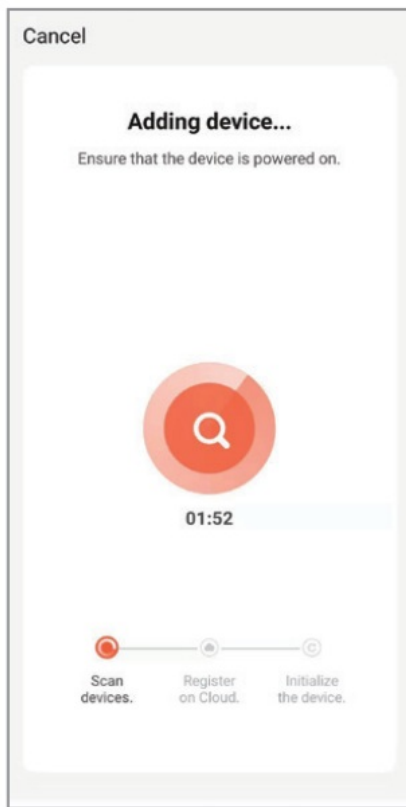 Cancel
Adding device...
Ensure that the device is powered on.
01:52
Scan
devices.
Register
on Cloud.
Initialize
the device.